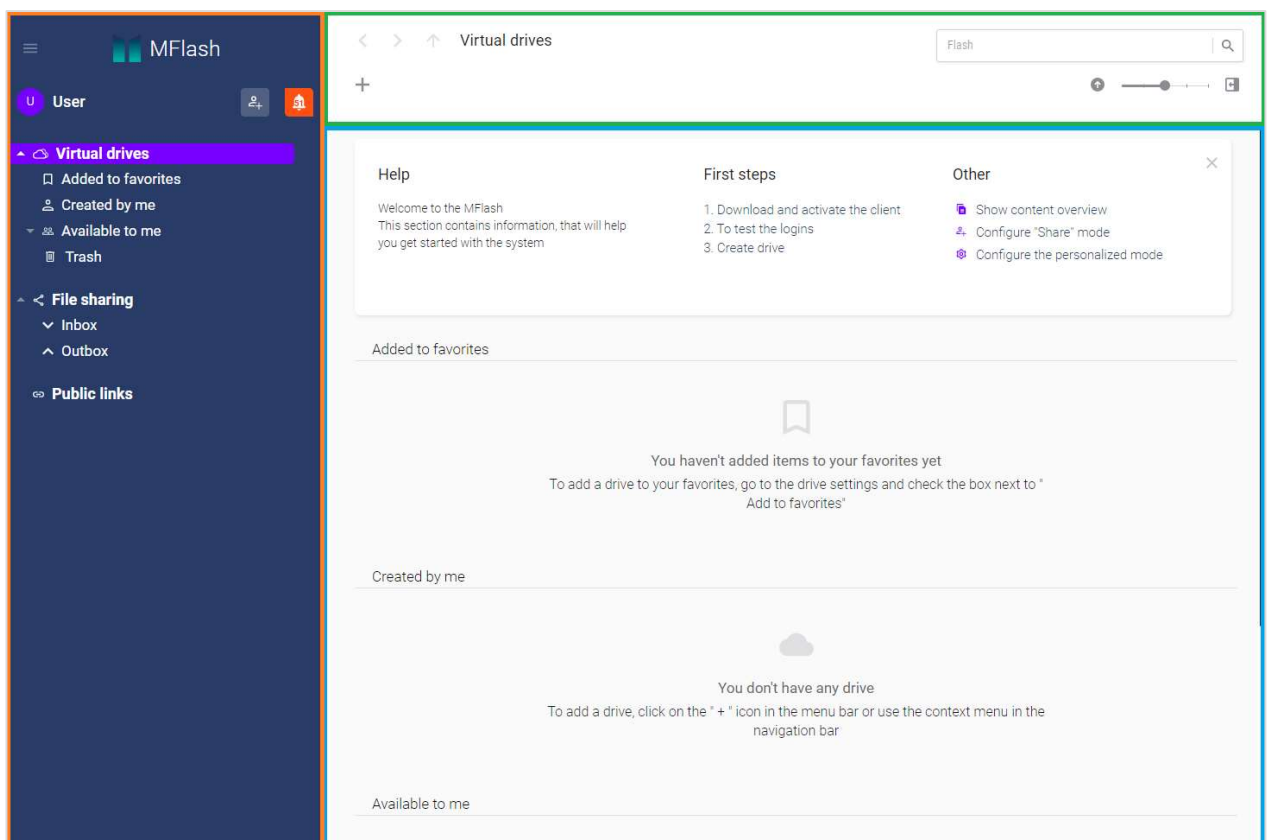 MFlash
U User
Virtual drives
Added to favorites
Created by me
Available to me
Trash
File sharing
Inbox
Outbox
Public links
Virtual drives
Flash
Help
Welcome to the MFlash
This section contains information, that will help
you get started with the system
First steps
1. Download and activate the client
2. To test the logins
3. Create drive
Other
Show content overview
Configure "Share" mode
Configure the personalized mode
Added to favorites
You haven't added items to your favorites yet
To add a drive to your favorites, go to the drive settings and check the box next to "
Add to favorites"
Created by me
You don't have any drive
To add a drive, click on the " + " icon in the menu bar or use the context menu in the
navigation bar
Available to me